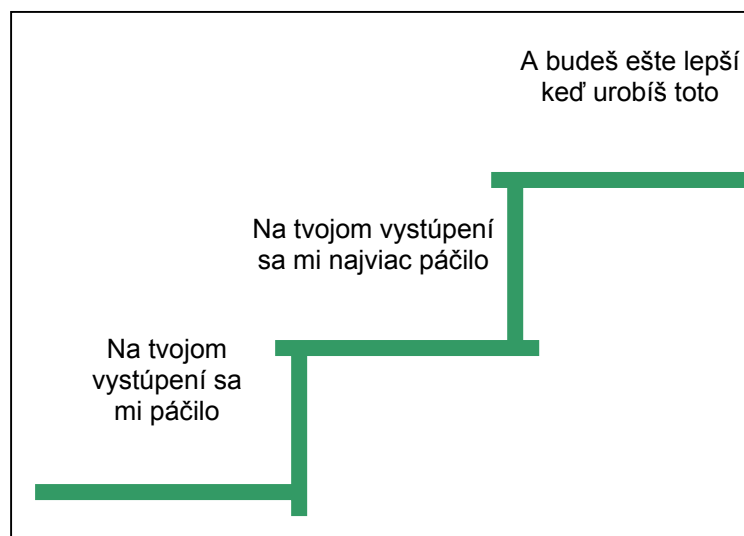 A budeš ešte lepší
keď urobíš toto
Na tvojom vystúpení
sa mi najviac páčilo
Na tvojom
vystúpení sa
mi páčilo